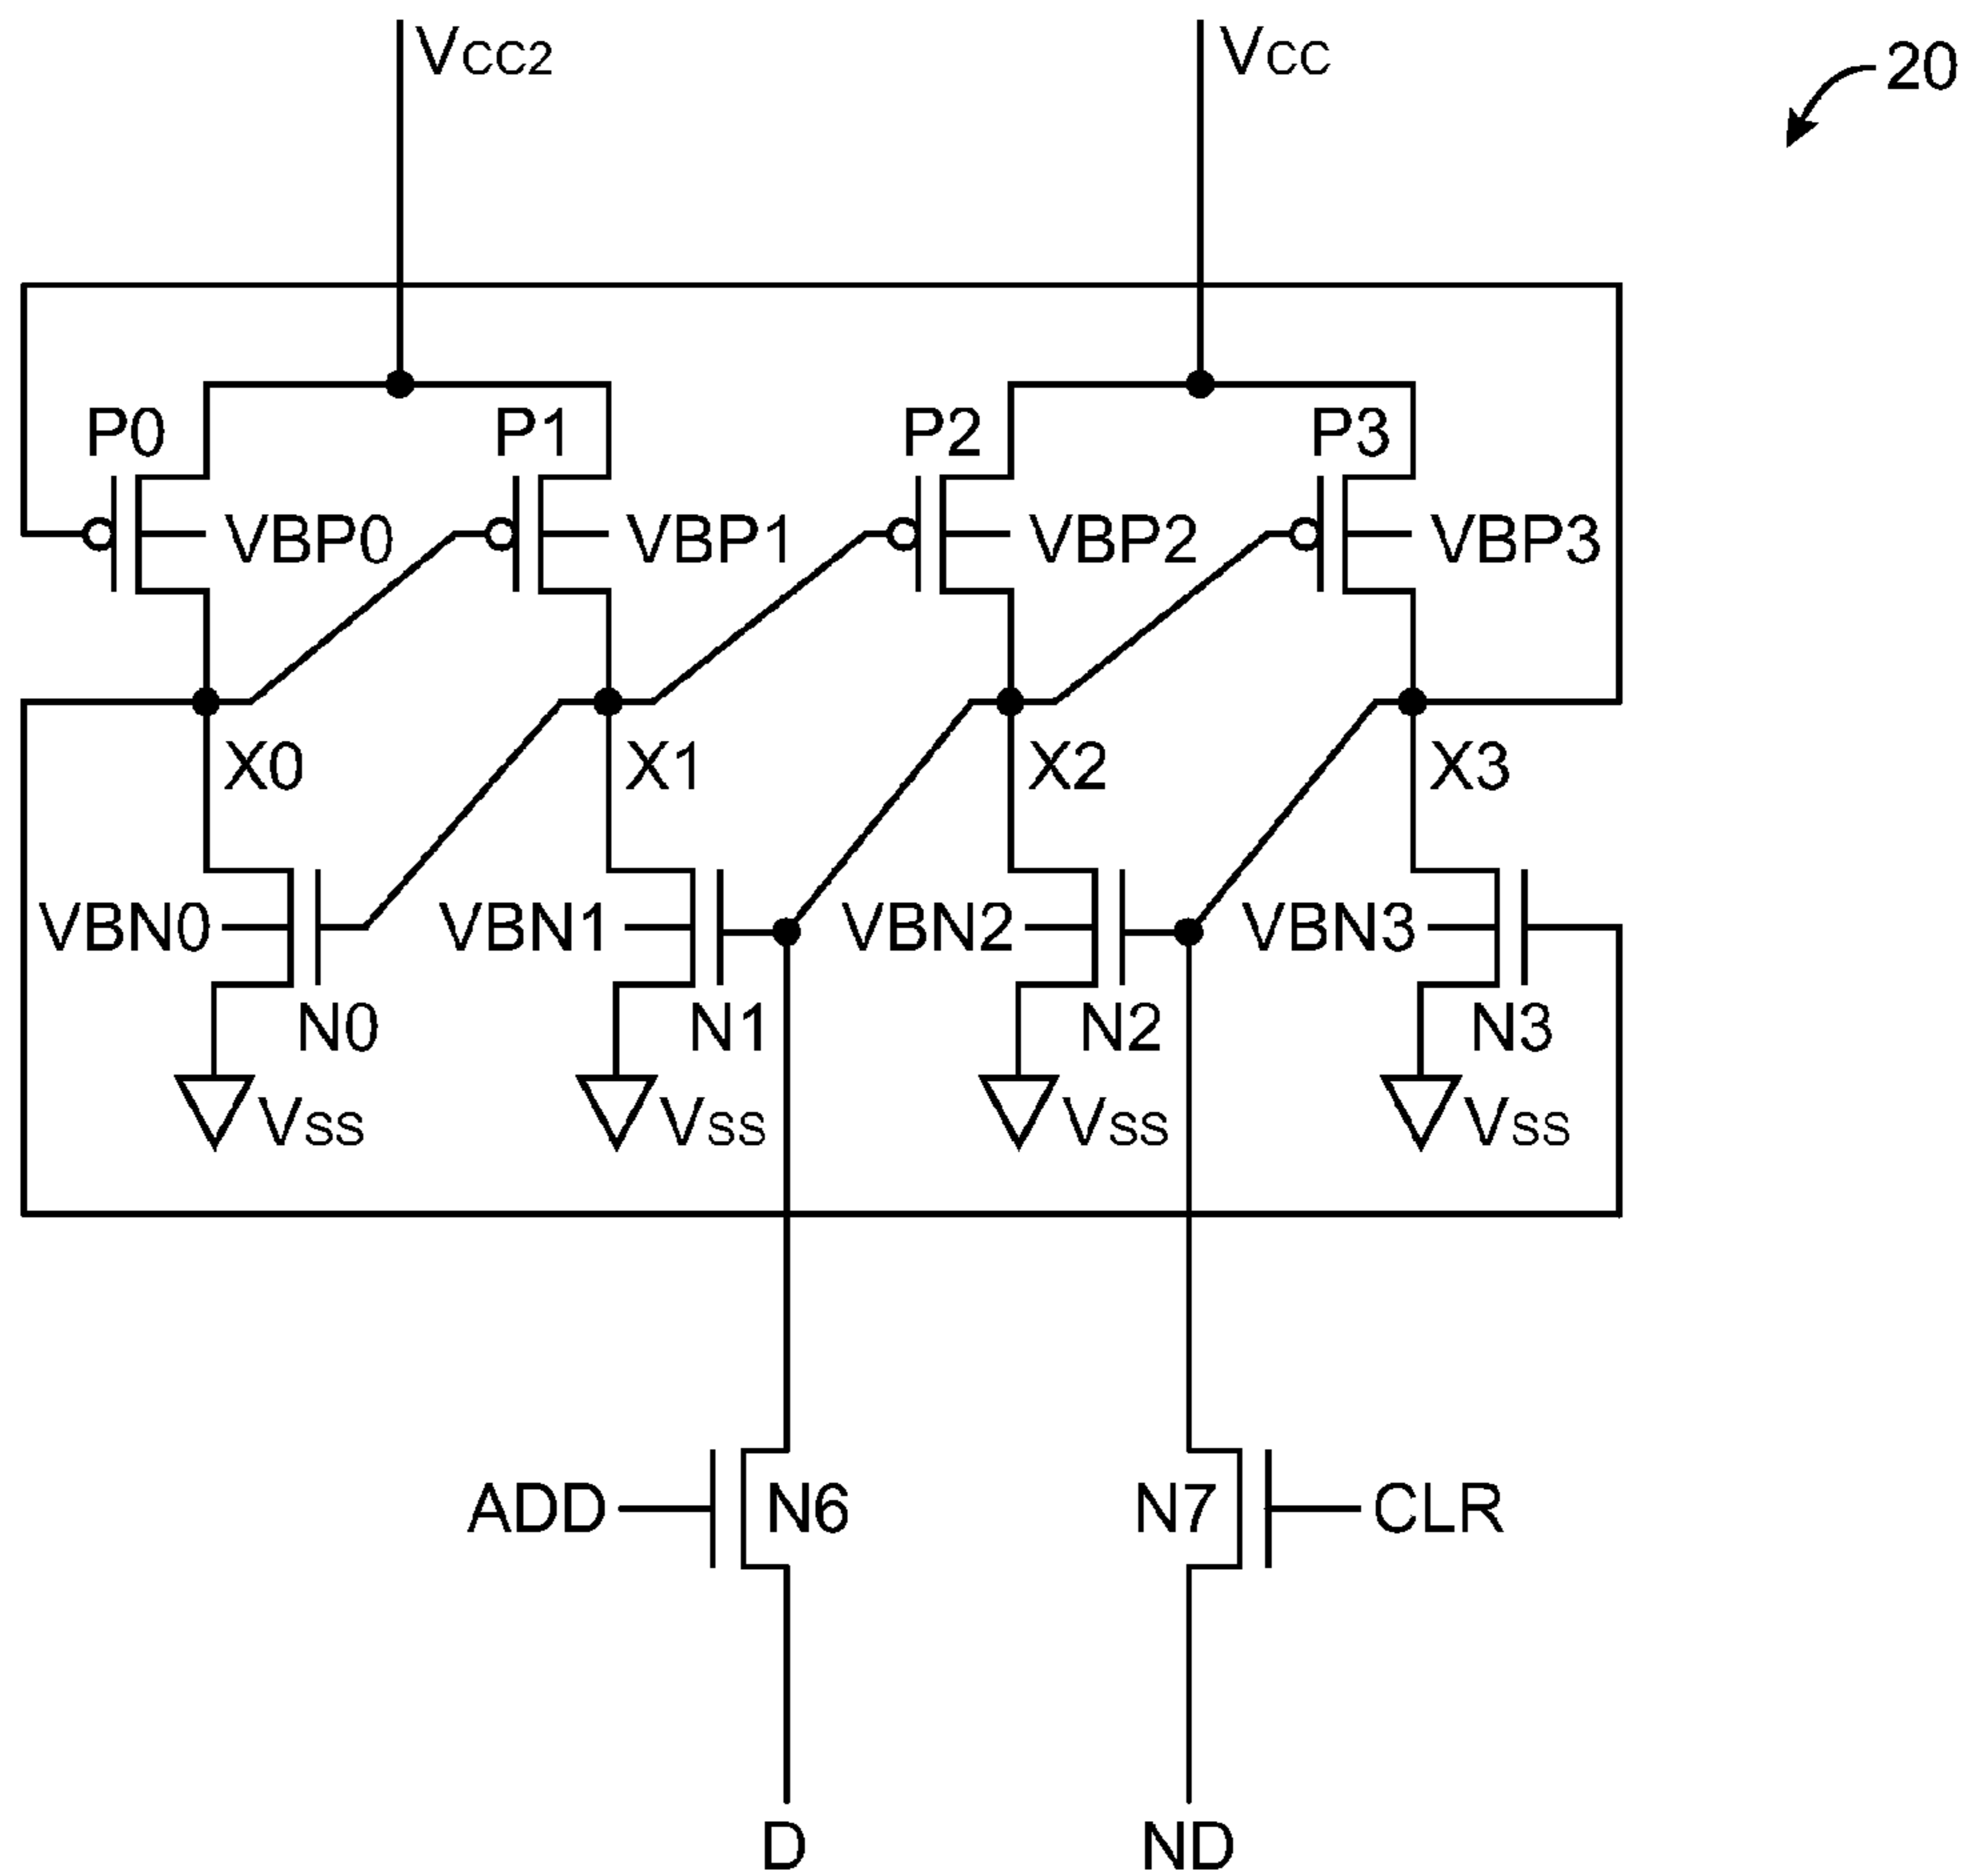 VCC2
VCC
20
P0
P1
P2
P3
VBP0
VBP1
VBP2
VBP3
X0
X1
X2
X3
VBN0
VBN1
VBN2
VBN3
N0
N1
N2
N3
VSS
VSS
VSS
VSS
ADD
N6
N7
CLR
D
ND